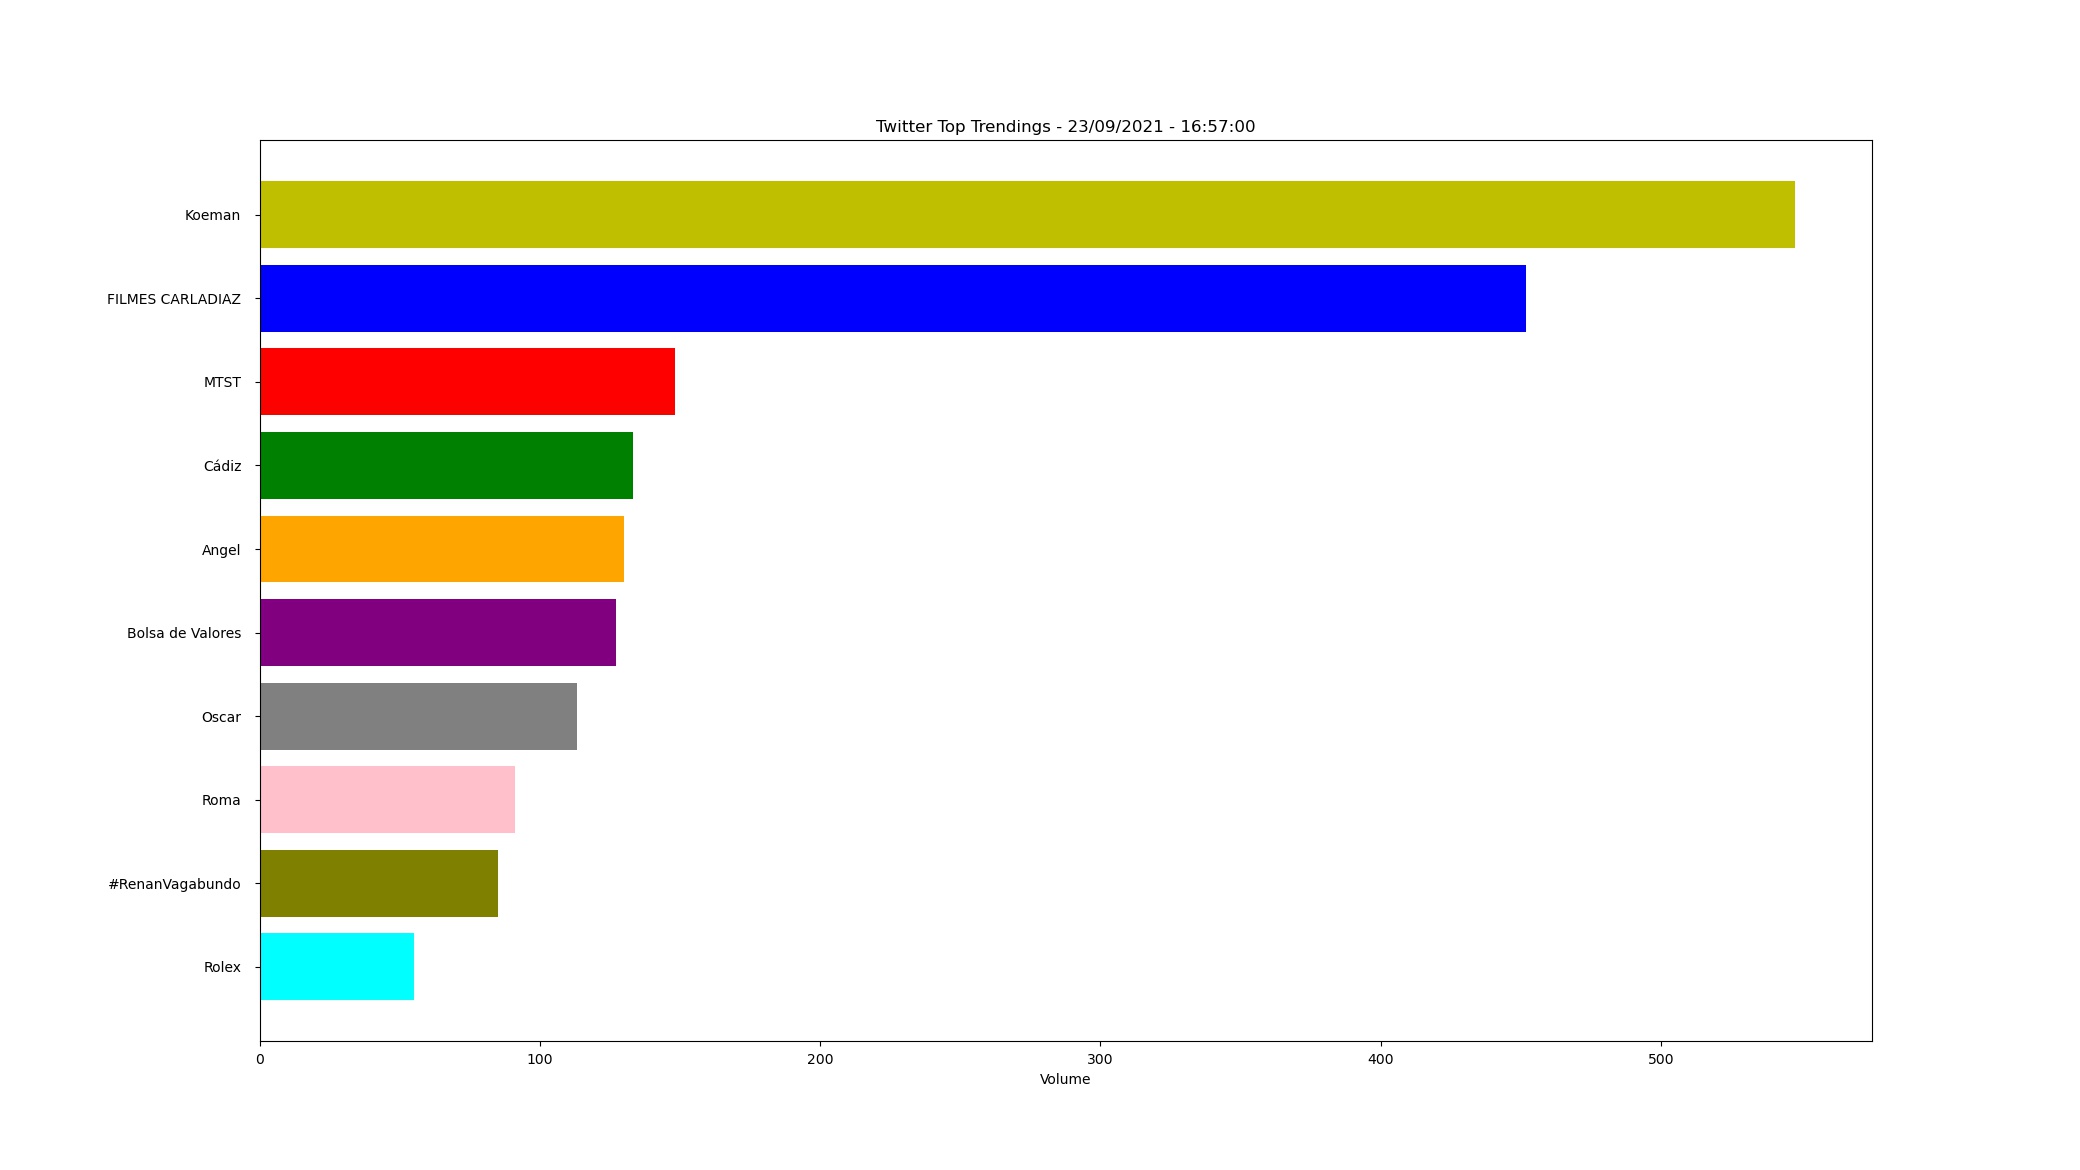 Twitter Top Trendings - 23/09/2021 - 16:57:00
Koeman
FILMES CARLADIAZ
MTST
Cádiz
Angel
Bolsa de Valores
Oscar
Roma
#RenanVagabundo
Rolex
0 100 200 300 400 500
Volume